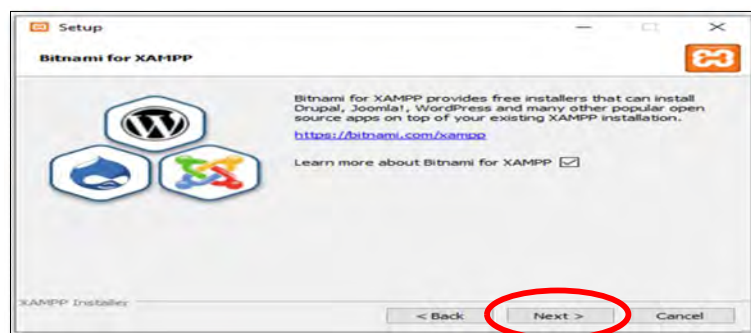 Setup
Bitnami for XAMPP
Bitnami for XAMPP provides free installers that can install
Drupal, Joomla!, WordPress and many other popular open
source apps on top of your existing XAMPP installation.
https://bitnami.com/xampp
Learn more about Bitnami for XAMPP
XAMPP Installer
< Back Next > Cancel